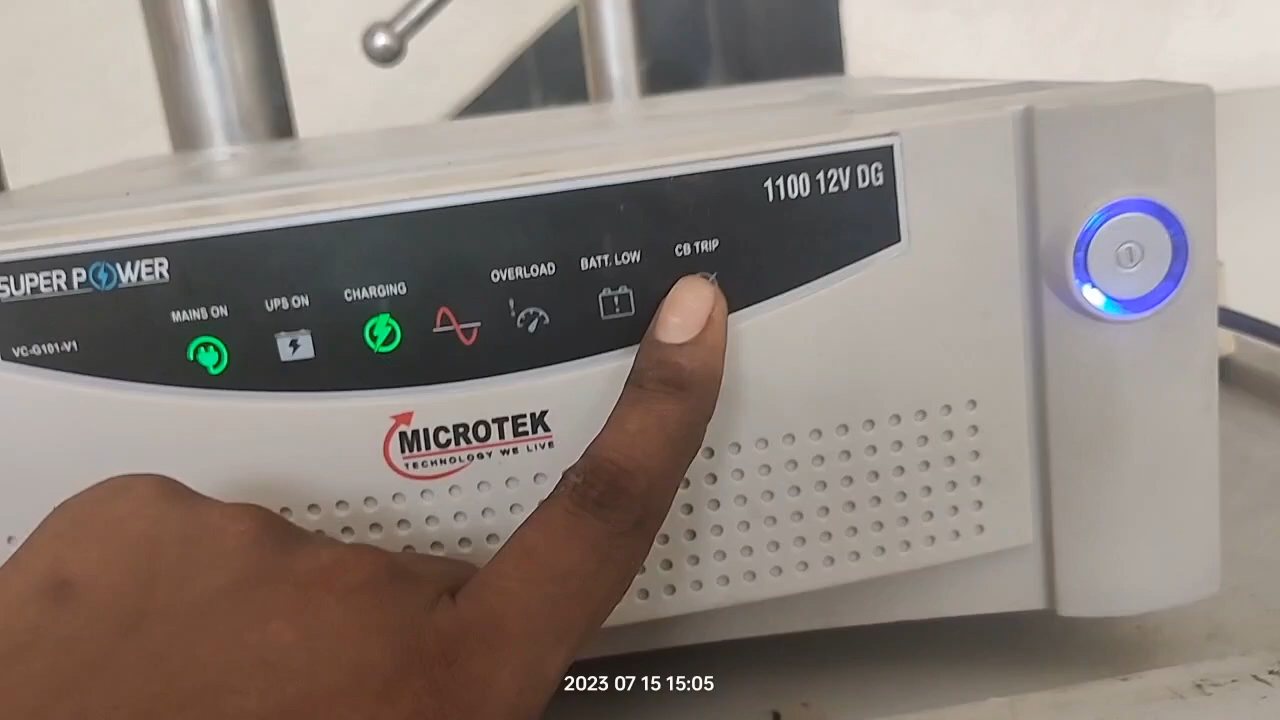 1100 12V DG
SUPER POWER
MAINS ON
UPS ON
CHARGING
OVERLOAD
BATT. LOW
CB TRIP
VC-G101-V1
MICROTEK
TECHNOLOGY WE LIVE
2023 07 15 15:05